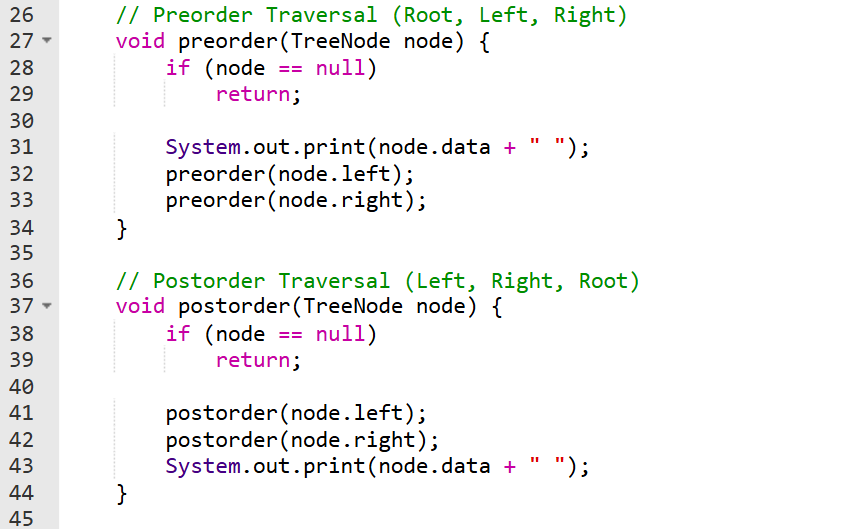 26 // Preorder Traversal (Root, Left, Right)
27 void preorder(TreeNode node) {
28 if (node == null)
29 return;
30
31 System.out.print(node.data + " ");
32 preorder(node.left);
33 preorder(node.right);
34 }
35
36 // Postorder Traversal (Left, Right, Root)
37 void postorder(TreeNode node) {
38 if (node == null)
39 return;
40
41 postorder(node.left);
42 postorder(node.right);
43 System.out.print(node.data + " ");
44 }
45